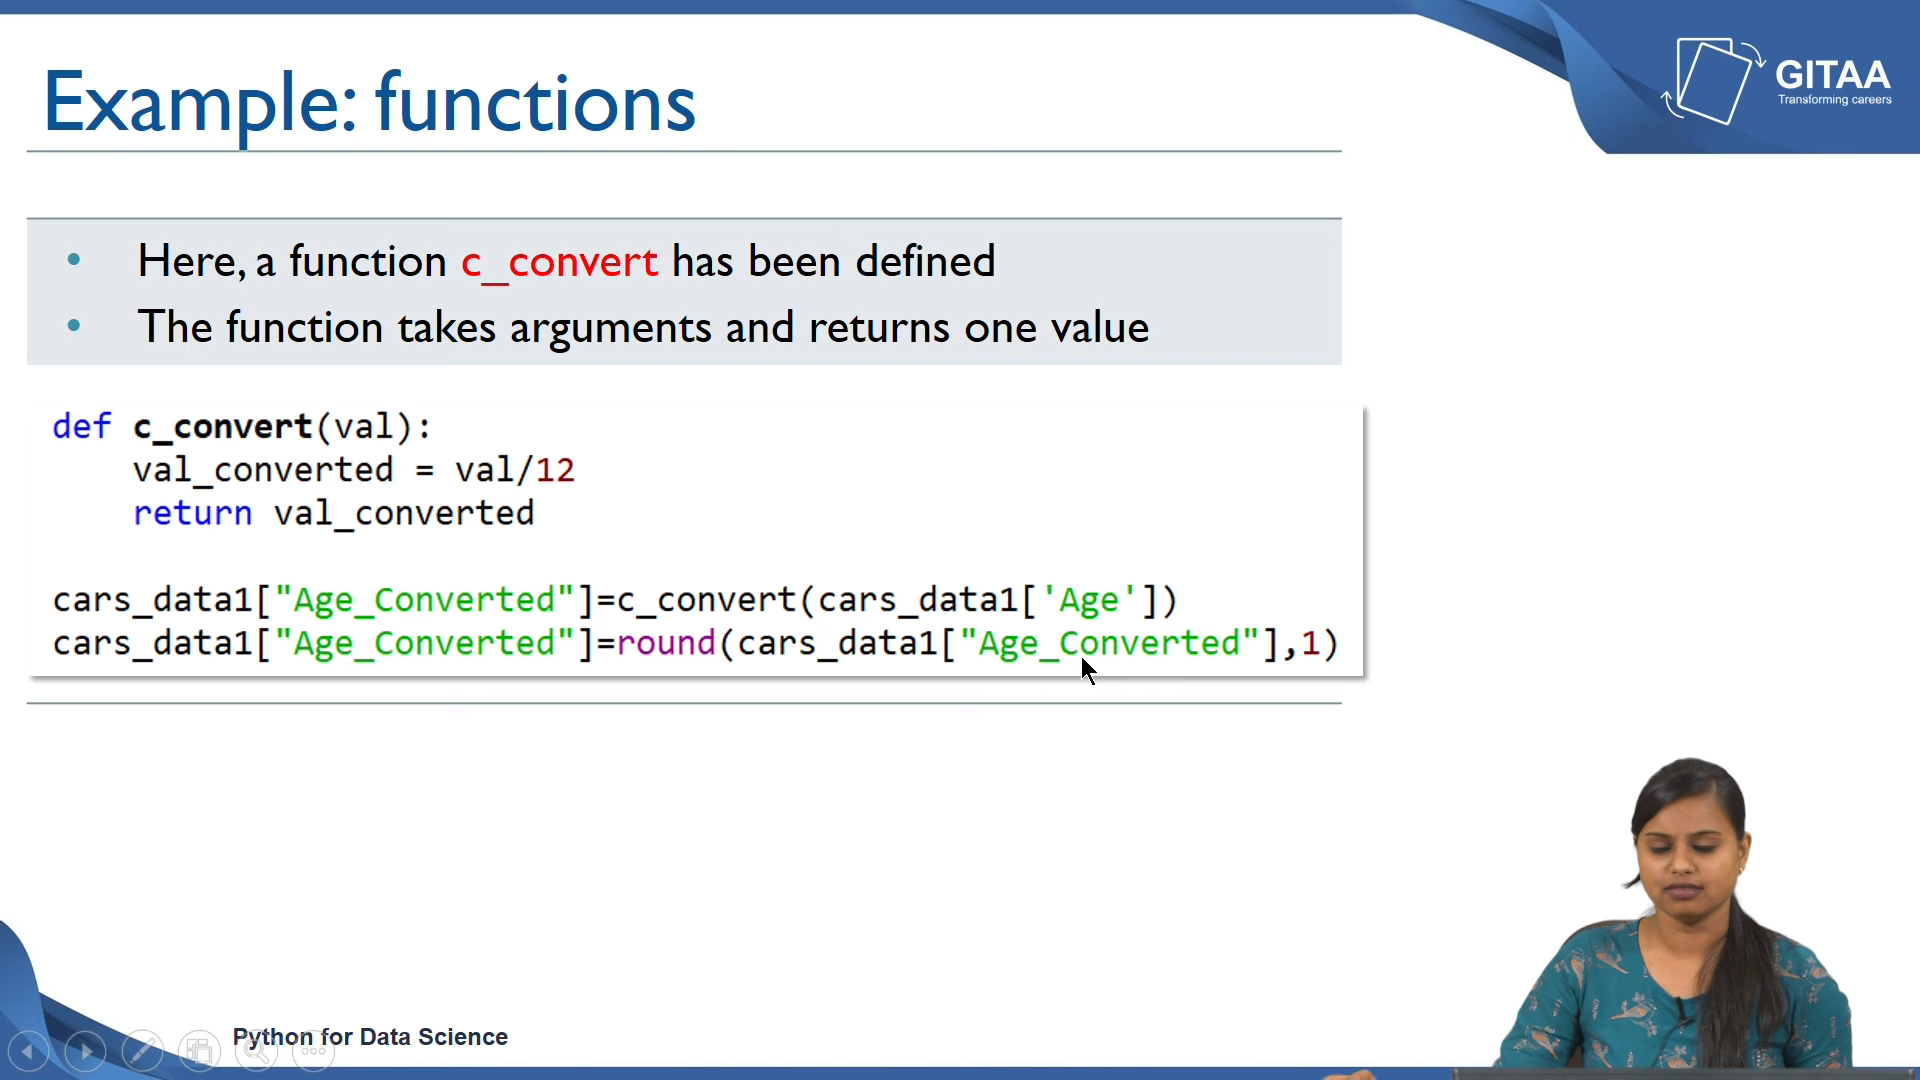 GITAA
Transforming careers
Example: functions
• Here, a function c_convert has been defined
• The function takes arguments and returns one value
def c_convert(val):
    val_converted = val/12
    return val_converted
cars_data1["Age_Converted"]=c_convert(cars_data1['Age'])
cars_data1["Age_Converted"]=round(cars_data1["Age_Converted"],1)
Python for Data Science